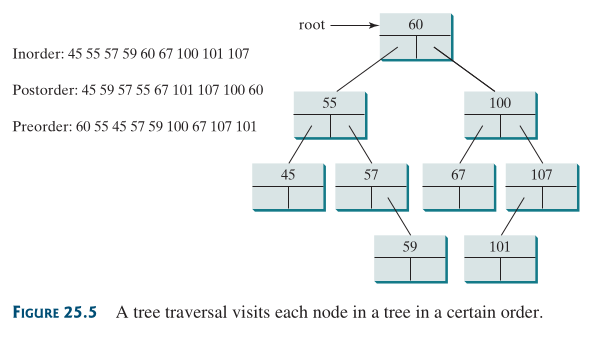 root
60
Inorder: 45 55 57 59 60 67 100 101 107
Postorder: 45 59 57 55 67 101 107 100 60
55
100
Preorder: 60 55 45 57 59 100 67 107 101
45
57
67
107
59
101
FIGURE 25.5 A tree traversal visits each node in a tree in a certain order.